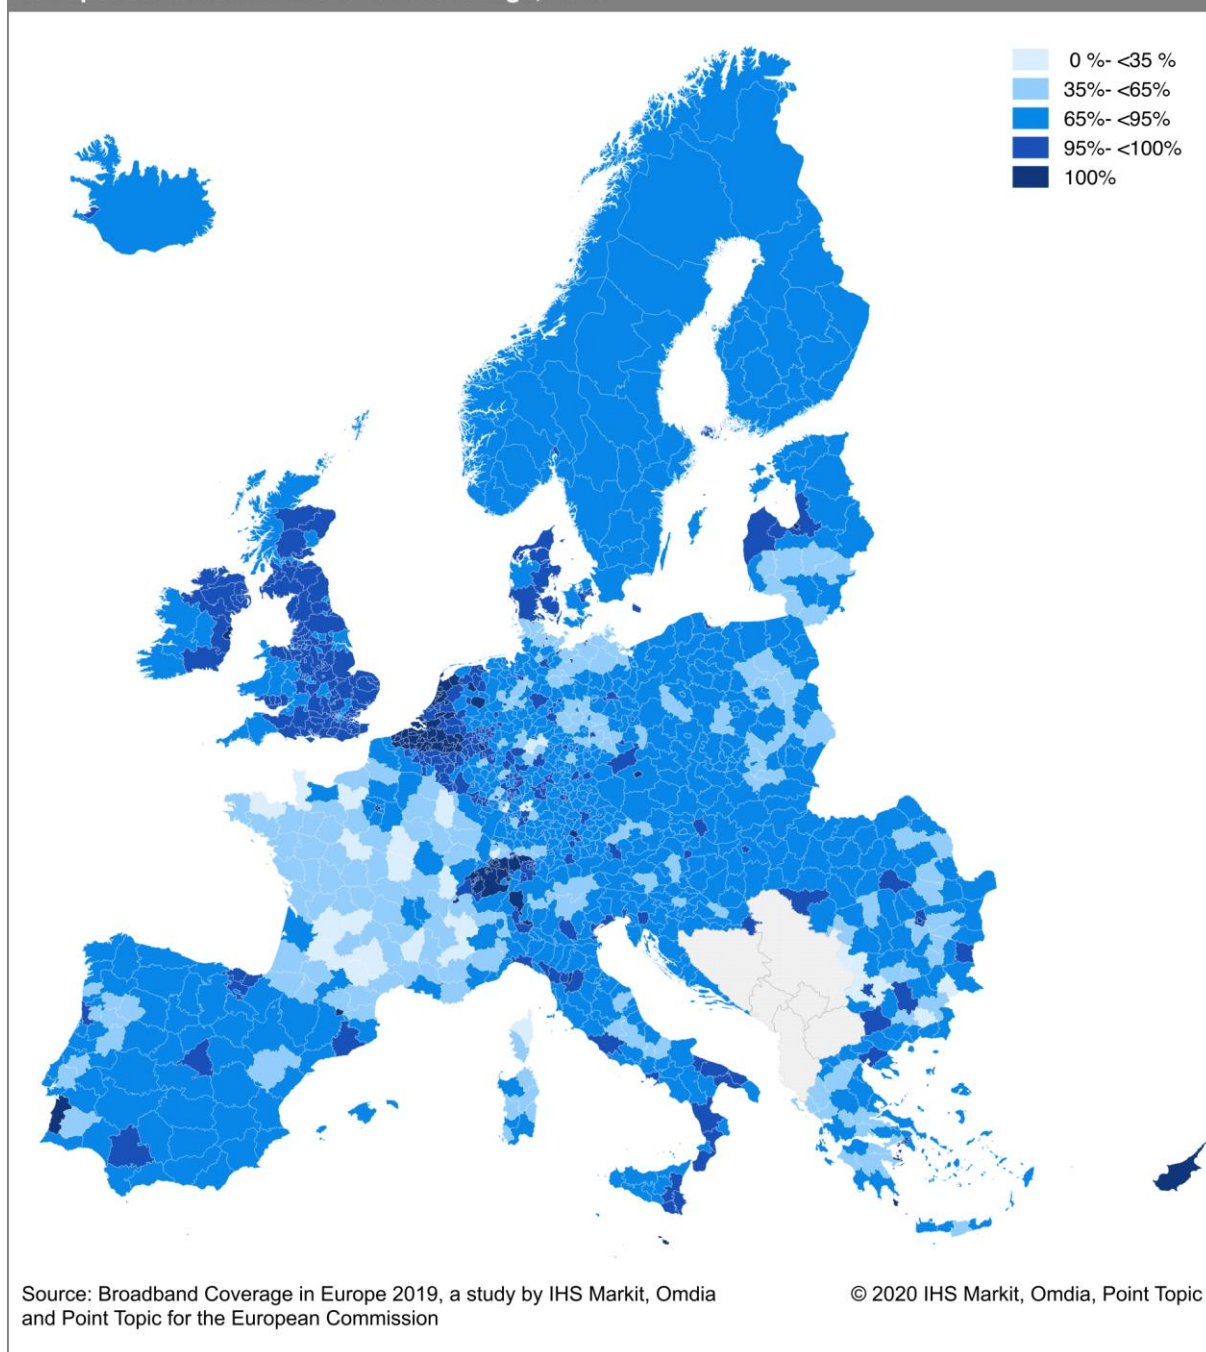 0 %- <35 %
35%- <65%
65%- <95%
95%- <100%
100%
Source: Broadband Coverage in Europe 2019, a study by IHS Markit, Omdia
and Point Topic for the European Commission
© 2020 IHS Markit, Omdia, Point Topic